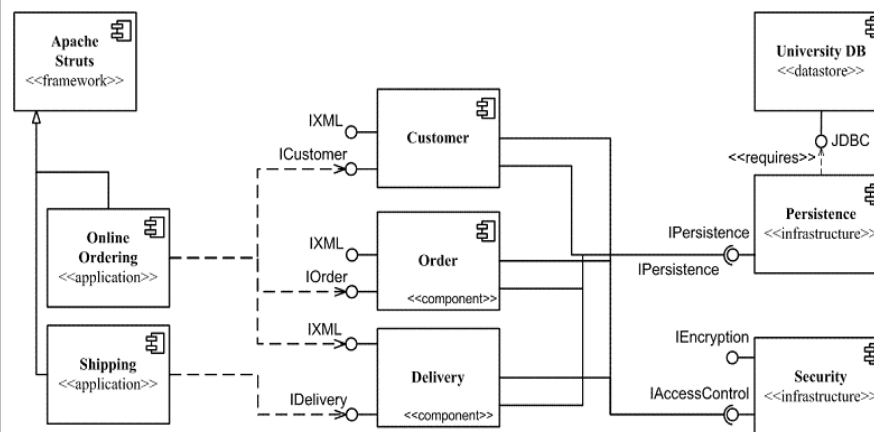 Apache
Struts
<<framework>>
University DB
<<datastore>>
IXML
Customer
JDBC
ICustomer
<<requires>>
Online
Ordering
<<application>>
IXML
Order
IOrder
<<component>>
IPersistence
IPersistence
Persistence
<<infrastructure>>
IXML
Shipping
<<application>>
Delivery
IDelivery
<<component>>
IEncryption
Security
IAccessControl
<<infrastructure>>